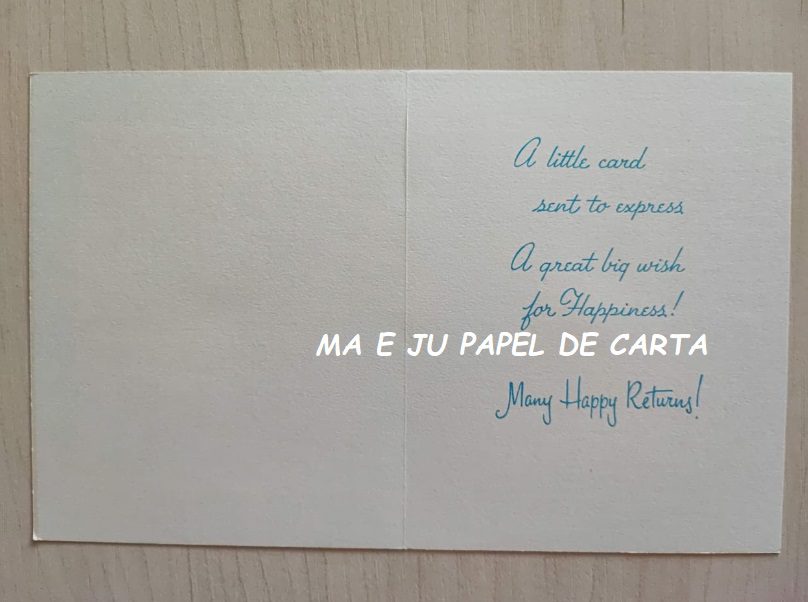 A little card
sent to express
A great big wish
for Happiness!
MA E JU PAPEL DE CARTA
Many Happy Returns!